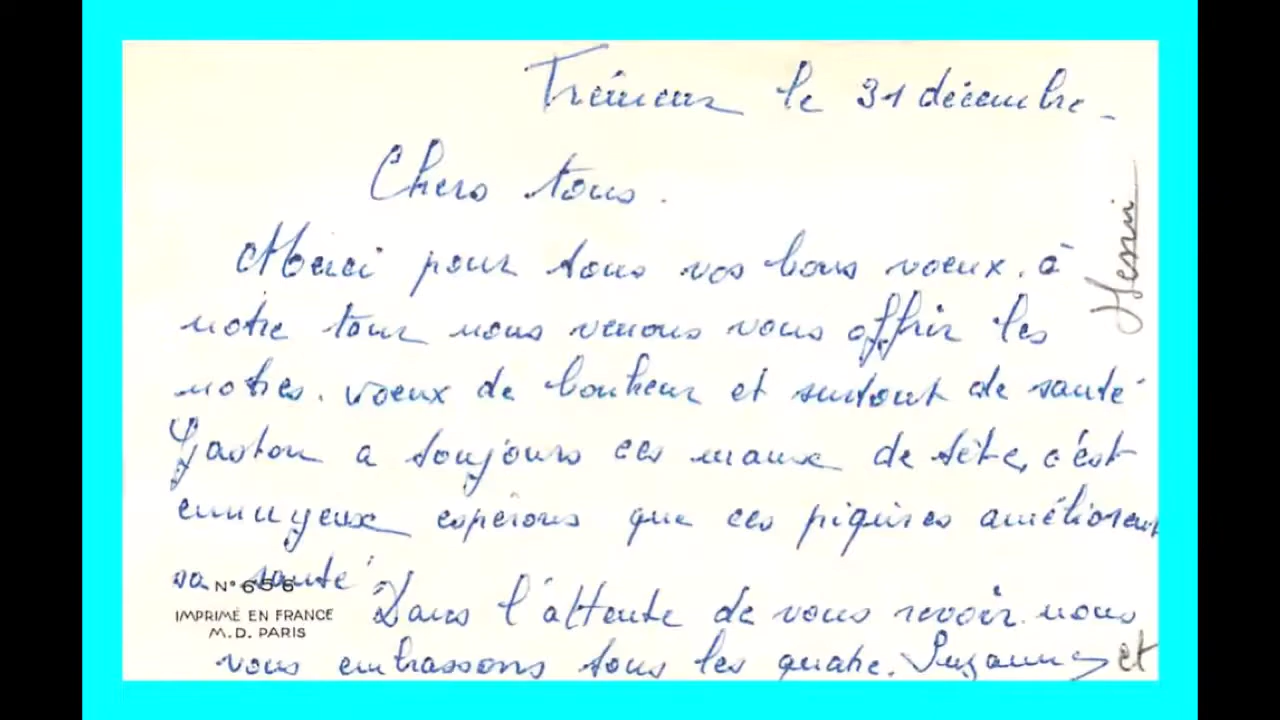 le 31 décembre.
Chers tous.
Merci pour tous vos bons voeux. à
notre tour nous venons vous offrir les
notres. voeux de bonheur et surtout de santé
Gaston a toujours ces maux de tête, c'est
ennuyeux espérons que ces piqures améliorent
sa santé
N° 656
IMPRIMÉ EN FRANCE
M.D. PARIS
Dans l'attente de vous revoir nous
vous embrassons tous les quatre. Suzanne et